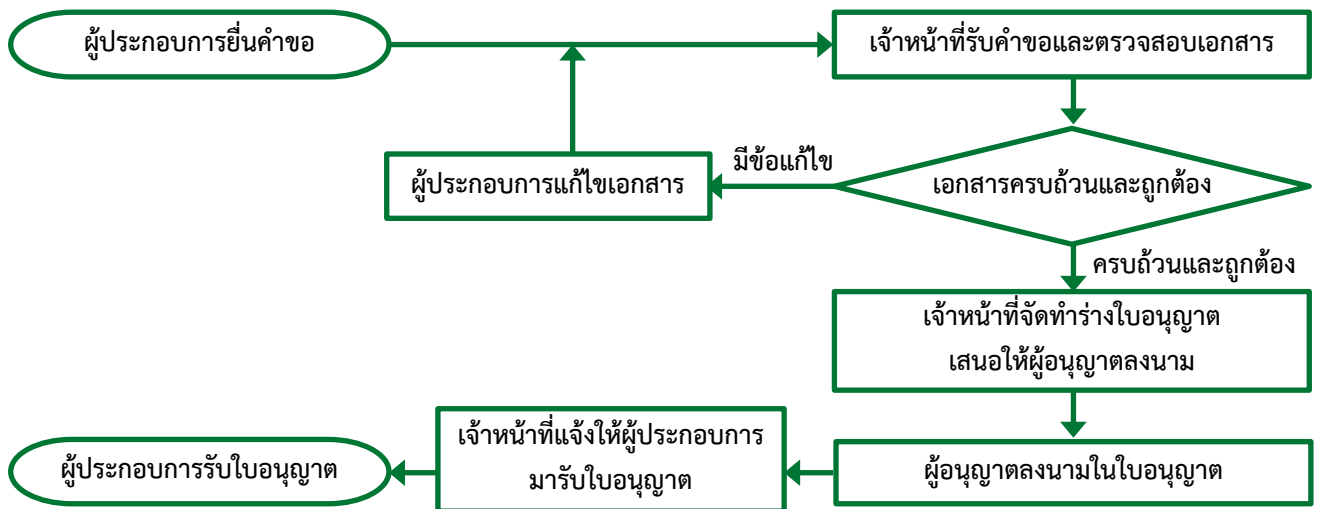 ผู้ประกอบการยื่นคำขอ
เจ้าหน้าที่รับคำขอและตรวจสอบเอกสาร
มีข้อแก้ไข
ผู้ประกอบการแก้ไขเอกสาร
เอกสารครบถ้วนและถูกต้อง
ครบถ้วนและถูกต้อง
เจ้าหน้าที่จัดทำร่างใบอนุญาต
เสนอให้ผู้อนุญาตลงนาม
ผู้อนุญาตลงนามในใบอนุญาต
เจ้าหน้าที่แจ้งให้ผู้ประกอบการ
มารับใบอนุญาต
ผู้ประกอบการรับใบอนุญาต